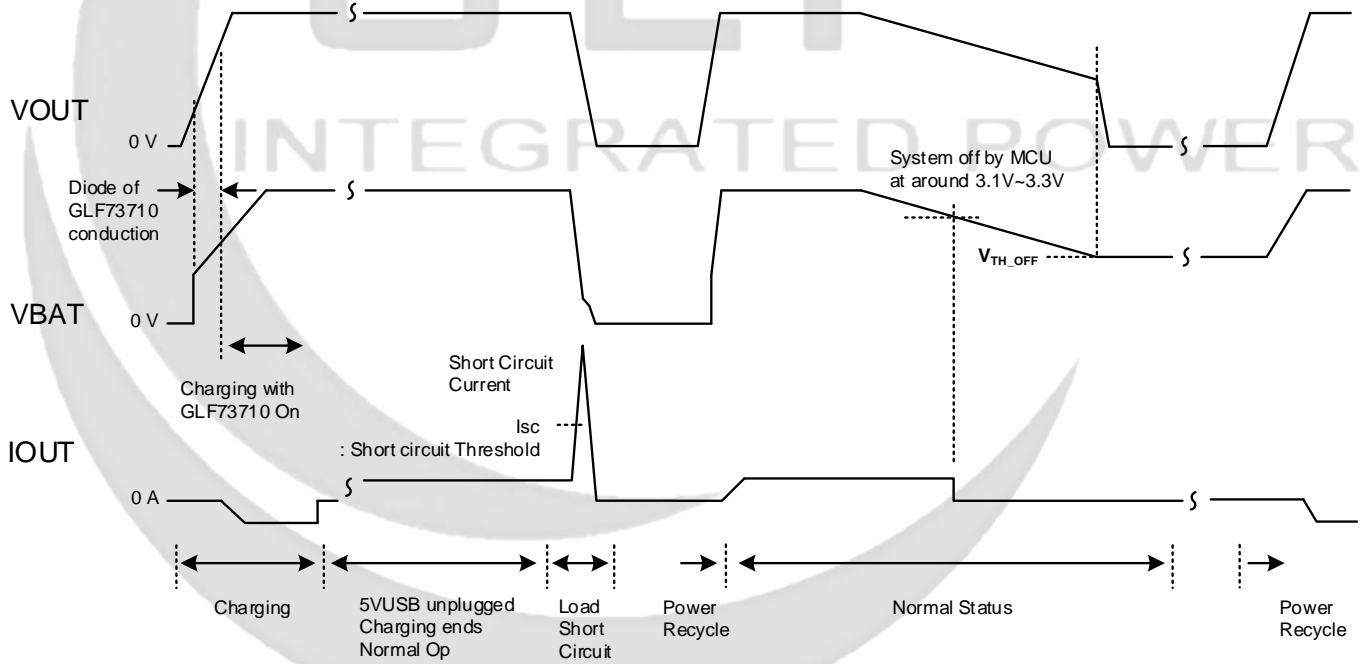 VOUT
0 V
INTEGRATED POWER
Diode of
GLF73710
conduction
System off by MCU
at around 3.1V~3.3V
VTH_OFF
VBAT
0 V
Charging with
GLF73710 On
Short Circuit
Current
Isc
: Short circuit Threshold
IOUT
0 A
Charging
5VUSB unplugged
Charging ends
Normal Op
Load
Short
Circuit
Power
Recycle
Normal Status
Power
Recycle